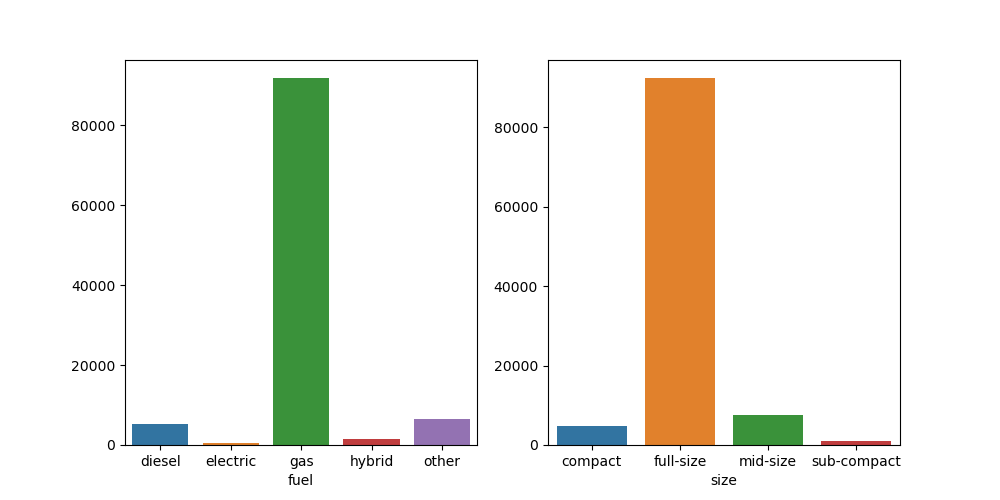 80000
60000
40000
20000
0
diesel electric gas hybrid other
fuel
80000
60000
40000
20000
0
compact full-size mid-size sub-compact
size